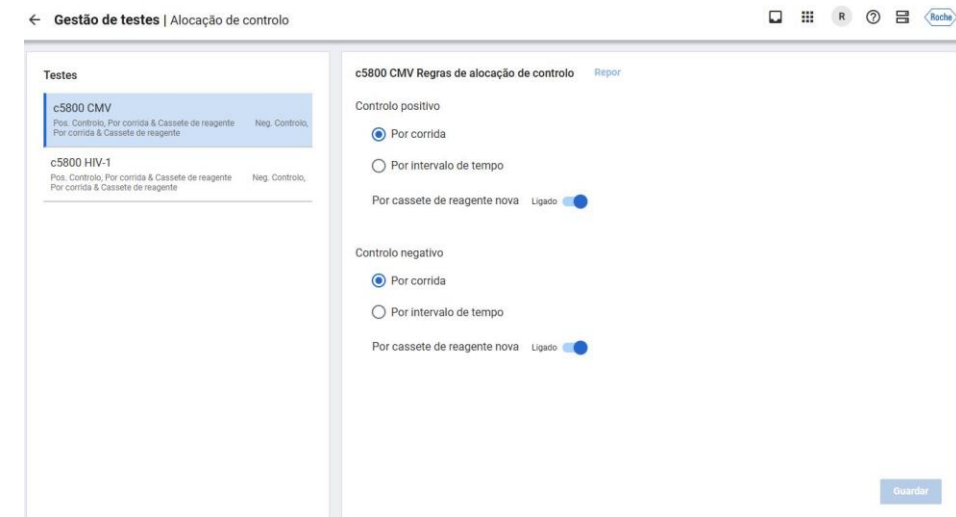 Gestão de testes | Alocação de controlo
R
Roche
Testes
c5800 CMV
Pos. Controlo, Por corrida & Cassete de reagente Neg. Controlo,
Por corrida & Cassete de reagente
c5800 HIV-1
Pos. Controlo, Por corrida & Cassete de reagente Neg. Controlo,
Por corrida & Cassete de reagente
c5800 CMV Regras de alocação de controlo Repor
Controlo positivo
Por corrida
Por intervalo de tempo
Por cassete de reagente nova Ligado
Controlo negativo
Por corrida
Por intervalo de tempo
Por cassete de reagente nova Ligado
Guardar